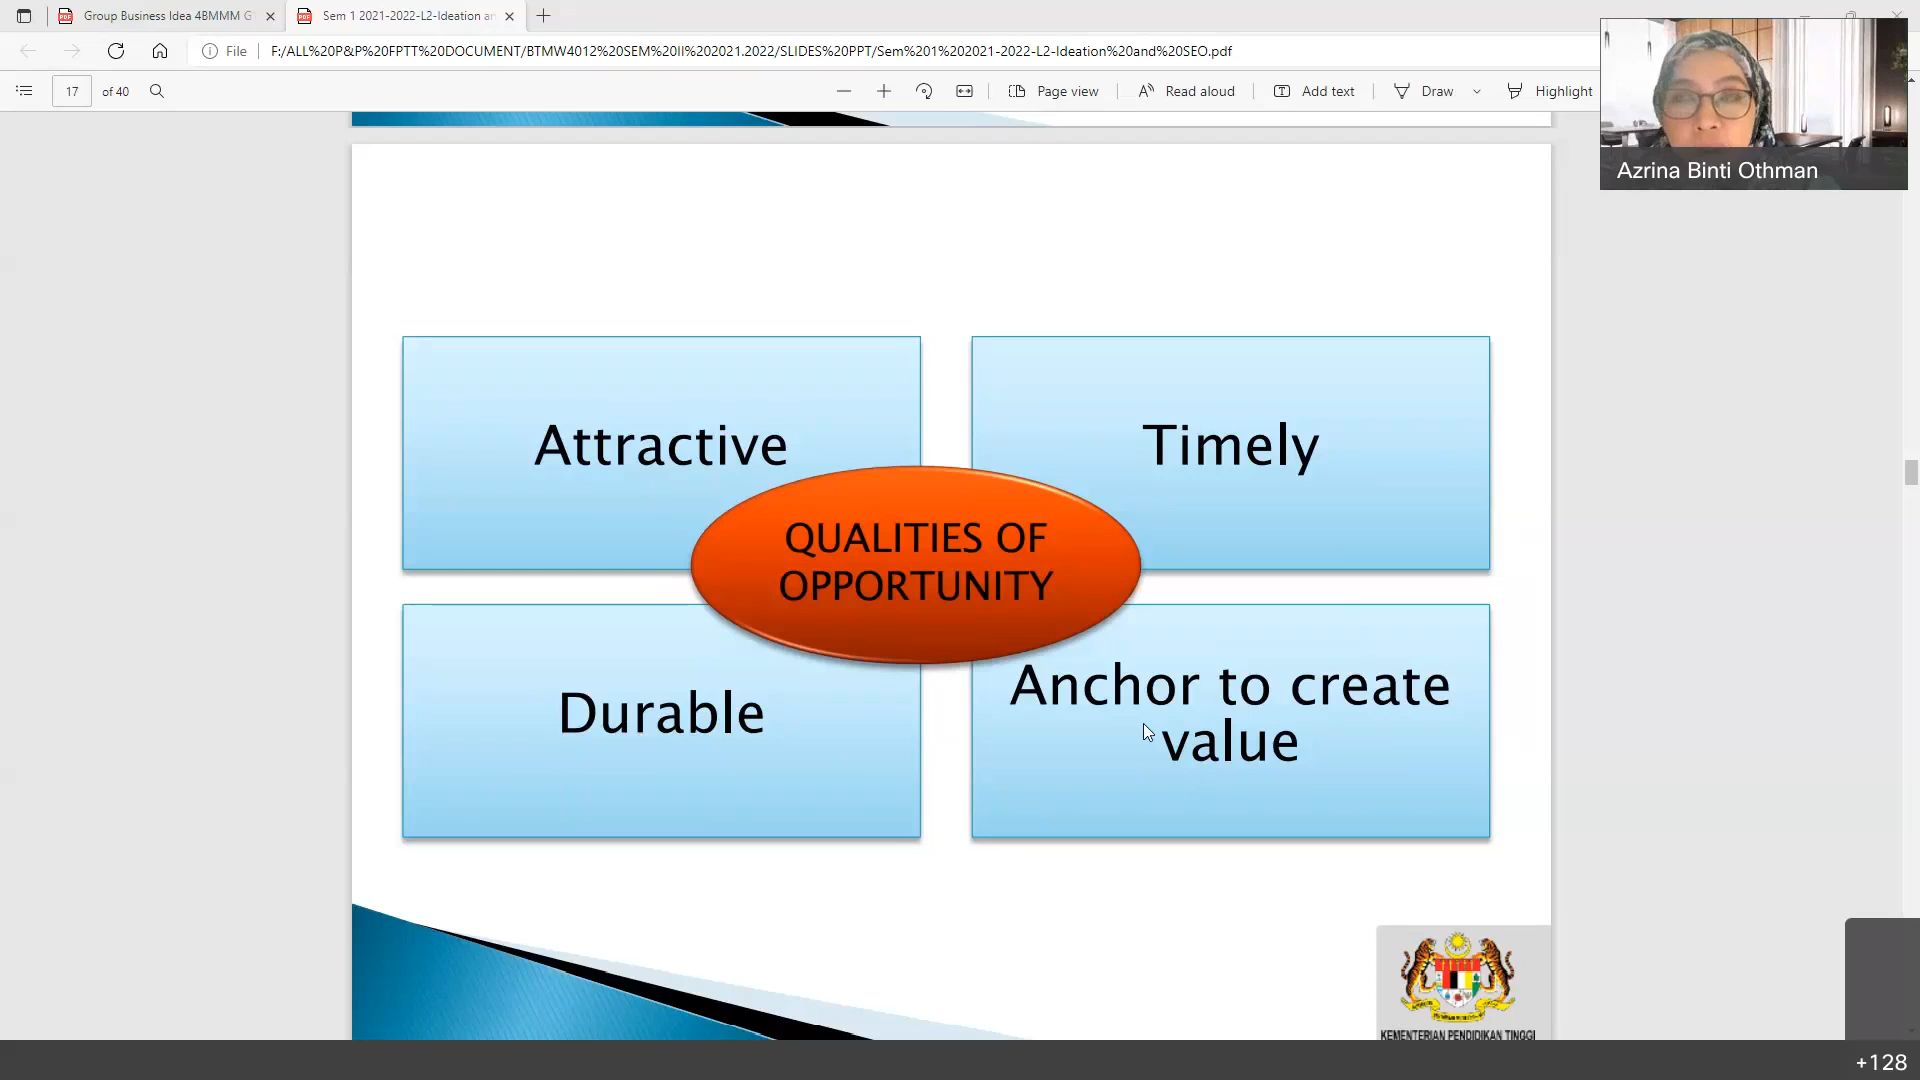 Group Business Idea 4BMMM G
Sem 1 2021-2022-L2-Ideation an
File
F:/ALL%20P&P%20FPTT%20DOCUMENT/BTMW4012%20SEM%20II%202021.2022/SLIDES%20PPT/Sem%201%202021-2022-L2-Ideation%20and%20SEO.pdf
17 of 40
Page view
Read aloud
Add text
Draw
Highlight
Azrina Binti Othman
Attractive
Timely
QUALITIES OF
OPPORTUNITY
Durable
Anchor to create
value
KEMENTERIAN PENDIDIKAN TINGGI
+128